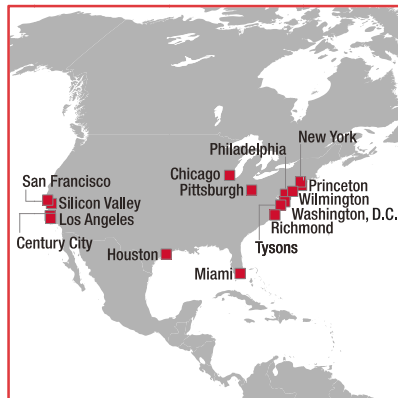 New York
Philadelphia
Chicago
Pittsburgh
Princeton
Wilmington
Washington, D.C.
Richmond
Tysons
San Francisco
Silicon Valley
Los Angeles
Century City
Houston
Miami